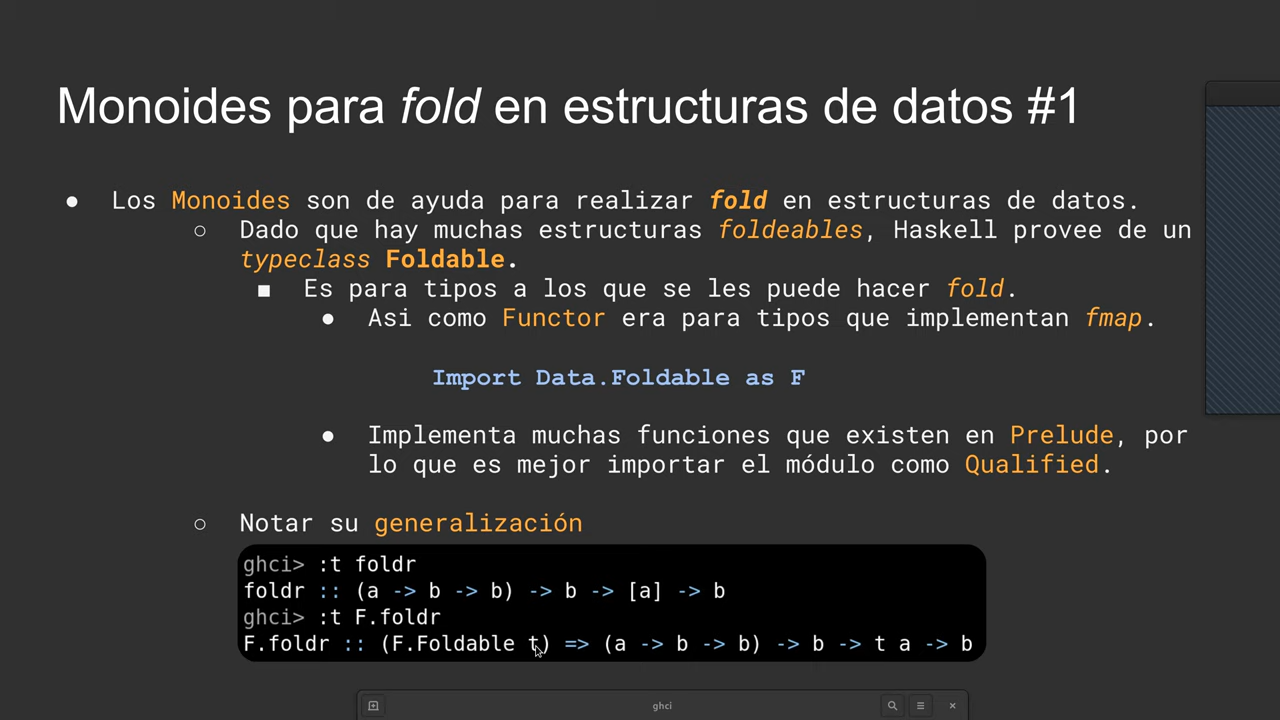 Monoides para fold en estructuras de datos #1
● Los Monoides son de ayuda para realizar fold en estructuras de datos.
○ Dado que hay muchas estructuras foldeables, Haskell provee de un
typeclass Foldable.
■ Es para tipos a los que se les puede hacer fold.
● Asi como Functor era para tipos que implementan fmap.
Import Data.Foldable as F
● Implementa muchas funciones que existen en Prelude, por
lo que es mejor importar el módulo como Qualified.
○ Notar su generalización
ghci> :t foldr
foldr :: (a -> b -> b) -> b -> [a] -> b
ghci> :t F.foldr
F.foldr :: (F.Foldable t) => (a -> b -> b) -> b -> t a -> b
ghci